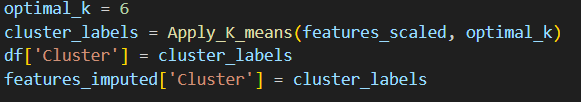 optimal_k = 6
cluster_labels = Apply_K_means(features_scaled, optimal_k)
df['Cluster'] = cluster_labels
features_imputed['Cluster'] = cluster_labels